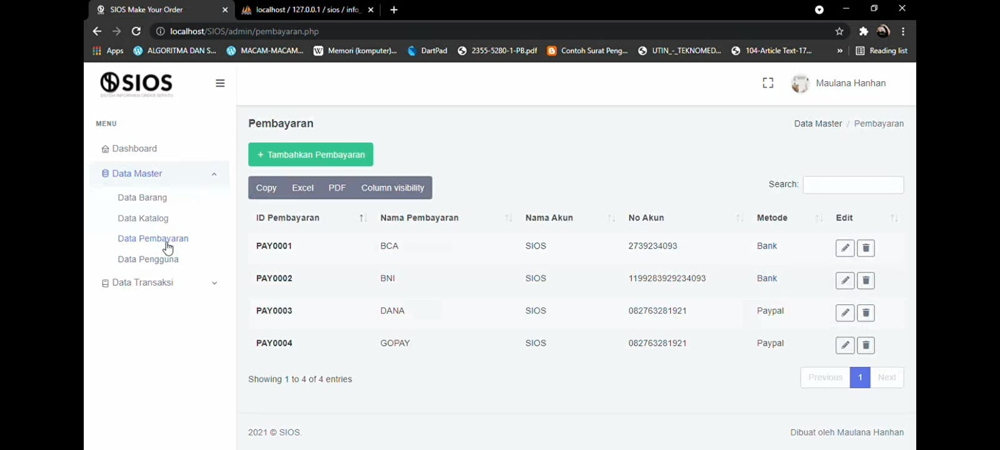 SIOS Make Your Order
localhost / 127.0.0.1 / sios / info_
localhost/SIOS/admin/pembayaran.php
Apps
ALGORITMA DAN S...
MACAM-MACAM...
Memori (komputer)...
DartPad
2355-5280-1-PB.pdf
Contoh Surat Peng...
UTIN_-_TEKNOMED...
104-Article Text-17...
»
Reading list
SIOS
SISTEM INFORMASI ORDER SEPATU
Maulana Hanhan
MENU
Dashboard
Data Master
Data Barang
Data Katalog
Data Pembayaran
Data Pengguna
Data Transaksi
Pembayaran
Data Master / Pembayaran
+ Tambahkan Pembayaran
Copy Excel PDF Column visibility
Search:
ID Pembayaran Nama Pembayaran Nama Akun No Akun Metode Edit
PAY0001 BCA SIOS 2739234093 Bank
PAY0002 BNI SIOS 1199283929234093 Bank
PAY0003 DANA SIOS 082763281921 Paypal
PAY0004 GOPAY SIOS 082763281921 Paypal
Showing 1 to 4 of 4 entries
Previous 1 Next
2021 © SIOS.
Dibuat oleh Maulana Hanhan